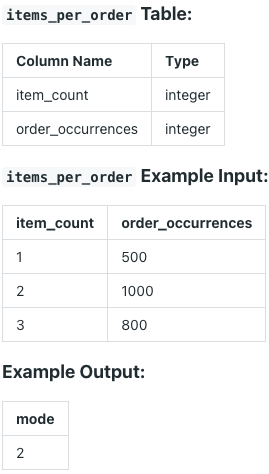 items_per_order Table:
Column Name Type
item_count integer
order_occurrences integer
items_per_order Example Input:
item_count order_occurrences
1 500
2 1000
3 800
Example Output:
mode
2